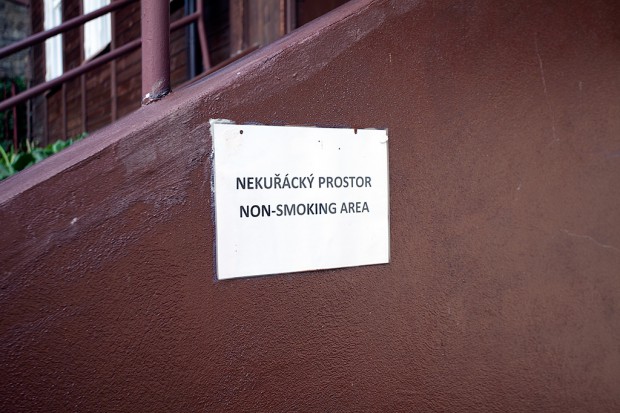 NEKUŘÁCKÝ PROSTOR
NON-SMOKING AREA